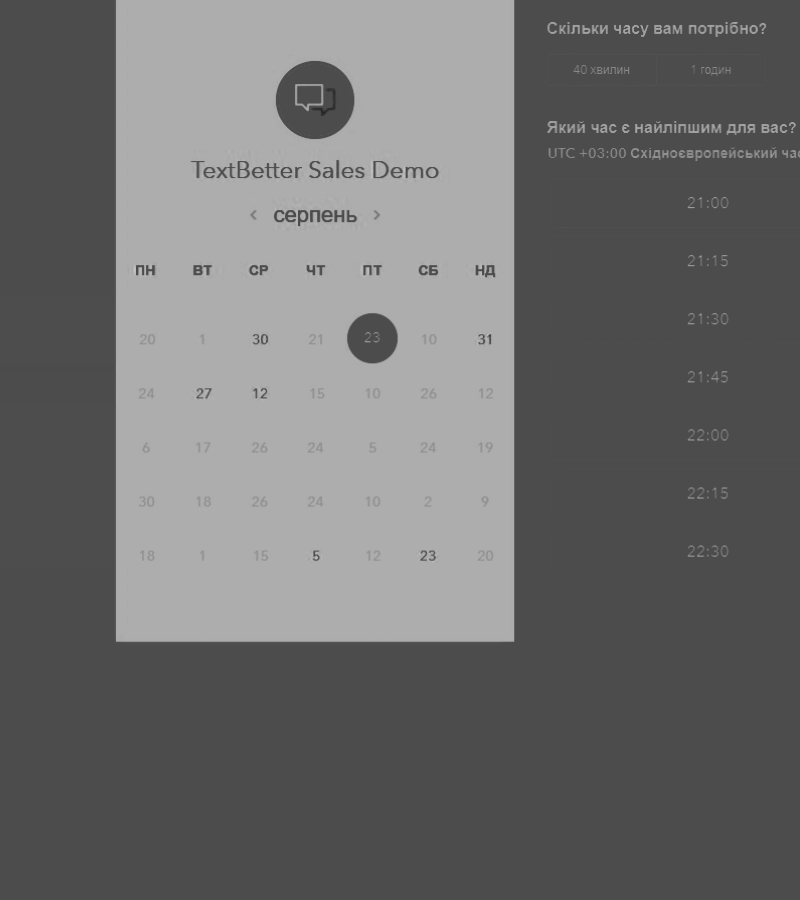 TextBetter Sales Demo
серпень
ПН ВТ СР ЧТ ПТ СБ НД
20 1 30 21 23 10 31
24 27 12 15 10 26 12
6 17 26 24 5 24 19
30 18 26 24 10 2 9
18 1 15 5 12 23 20
Скільки часу вам потрібно?
40 хвилин 1 годин
Який час є найліпшим для вас?
UTC +03:00 Східноєвропейський час
21:00
21:15
21:30
21:45
22:00
22:15
22:30